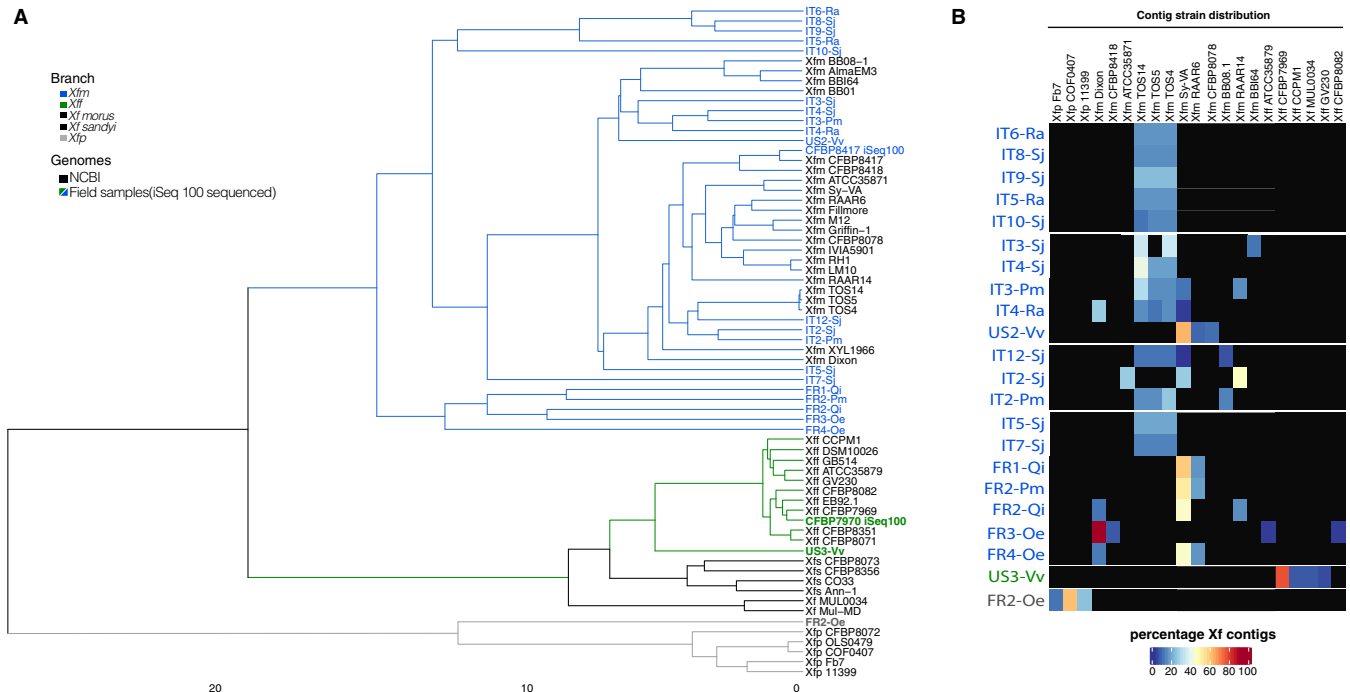 A
Branch
Xfm
Xff
Xf morus
Xf sandyi
Xfp
Genomes
NCBI
Field samples(iSeq 100 sequenced)
IT6-Ra
IT8-Sj
IT9-Sj
IT5-Ra
IT10-Sj
Xfm BB08-1
Xfm AlmaEM3
Xfm BBI64
Xfm BB01
IT3-Sj
IT4-Sj
IT3-Pm
IT4-Ra
US2-Vv
CFBP8417 iSeq100
Xfm CFBP8417
Xfm CFBP8418
Xfm ATCC35871
Xfm Sy-VA
Xfm RAAR6
Xfm Fillmore
Xfm M12
Xfm Griffin-1
Xfm CFBP8078
Xfm IVIA5901
Xfm RH1
Xfm LM10
Xfm RAAR14
Xfm TOS14
Xfm TOS5
Xfm TOS4
IT12-Sj
IT2-Sj
IT2-Pm
Xfm XYL1966
Xfm Dixon
IT5-Sj
IT7-Sj
FR1-Qi
FR2-Pm
FR2-Qi
FR3-Oe
FR4-Oe
Xff CCPM1
Xff DSM10026
Xff GB514
Xff ATCC35879
Xff GV230
Xff CFBP8082
Xff EB92.1
Xff CFBP7969
CFBP7970 iSeq100
Xff CFBP8351
Xff CFBP8071
US3-Vv
Xfs CFBP8073
Xfs CFBP8356
Xfs CO33
Xfs Ann-1
Xf MUL0034
Xf Mul-MD
FR2-Oe
Xfp CFBP8072
Xfp OLS0479
Xfp COF0407
Xfp Fb7
Xfp 11399
20 10 0
B
Contig strain distribution
Xfp Fb7
Xfp COF0407
Xfp 11399
Xfm Dixon
Xfm CFBP8418
Xfm ATCC35871
Xfm TOS14
Xfm TOS5
Xfm TOS4
Xfm Sy-VA
Xfm RAAR6
Xfm CFBP8078
Xfm BB08.1
Xfm RAAR14
Xfm BBI64
Xff ATCC35879
Xff CFBP7969
Xff CCPM1
Xff MUL0034
Xff GV230
Xff CFBP8082
IT6-Ra
IT8-Sj
IT9-Sj
IT5-Ra
IT10-Sj
IT3-Sj
IT4-Sj
IT3-Pm
IT4-Ra
US2-Vv
IT12-Sj
IT2-Sj
IT2-Pm
IT5-Sj
IT7-Sj
FR1-Qi
FR2-Pm
FR2-Qi
FR3-Oe
FR4-Oe
US3-Vv
FR2-Oe
percentage Xf contigs
0 20 40 60 80 100